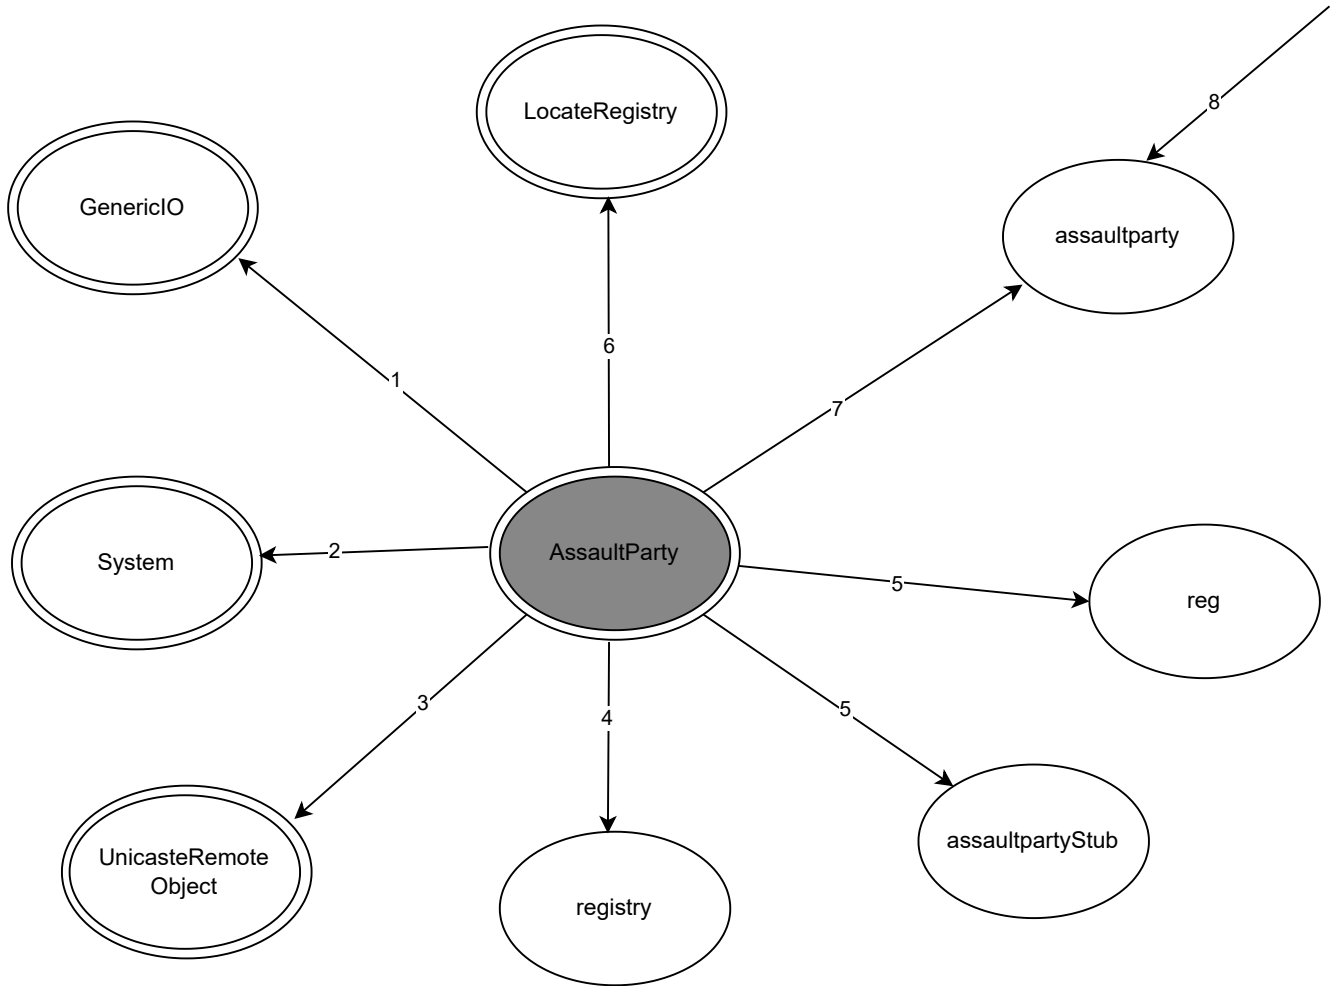 LocateRegistry
8
GenericIO
assaultparty
6
1
7
AssaultParty
System
2
5
reg
3
4
5
assaultpartyStub
UnicasteRemote
Object
registry